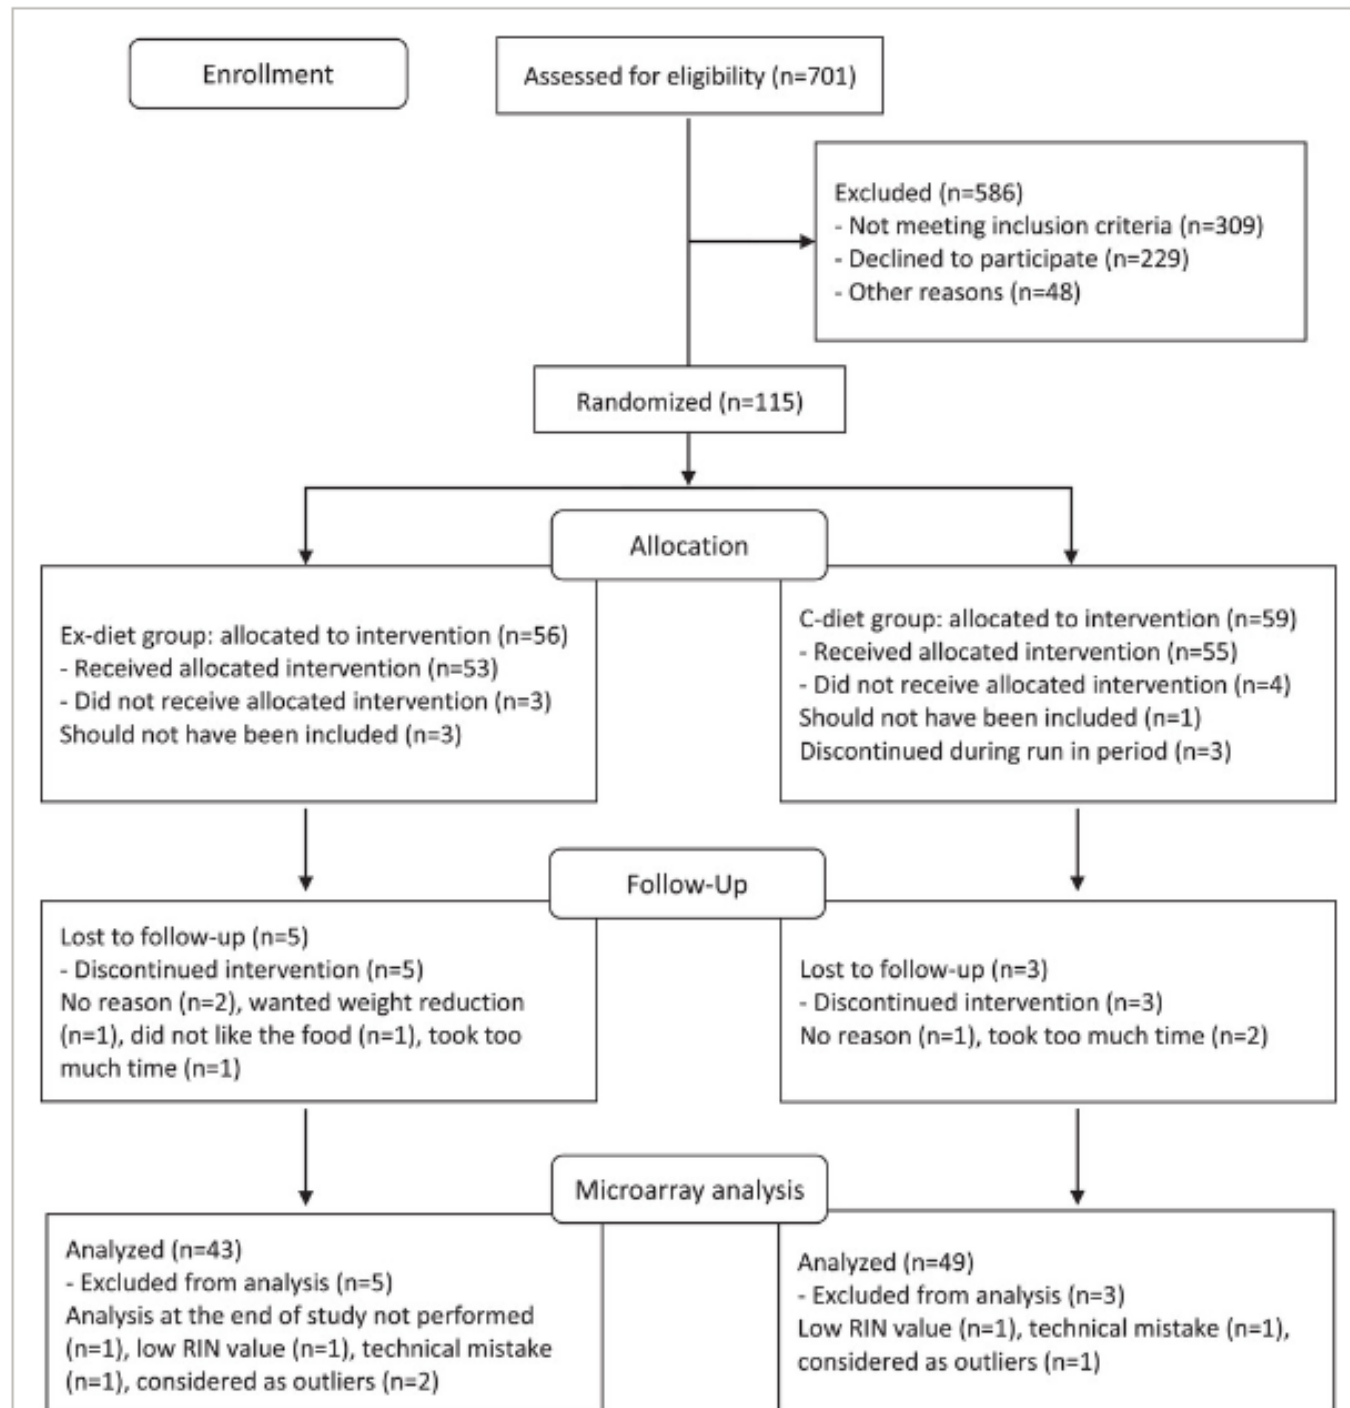 Enrollment
Assessed for eligibility (n=701)
Excluded (n=586)
- Not meeting inclusion criteria (n=309)
- Declined to participate (n=229)
- Other reasons (n=48)
Randomized (n=115)
Allocation
Ex-diet group: allocated to intervention (n=56)
- Received allocated intervention (n=53)
- Did not receive allocated intervention (n=3)
Should not have been included (n=3)
C-diet group: allocated to intervention (n=59)
- Received allocated intervention (n=55)
- Did not receive allocated intervention (n=4)
Should not have been included (n=1)
Discontinued during run in period (n=3)
Follow-Up
Lost to follow-up (n=5)
- Discontinued intervention (n=5)
No reason (n=2), wanted weight reduction
(n=1), did not like the food (n=1), took too
much time (n=1)
Lost to follow-up (n=3)
- Discontinued intervention (n=3)
No reason (n=1), took too much time (n=2)
Microarray analysis
Analyzed (n=43)
- Excluded from analysis (n=5)
Analysis at the end of study not performed
(n=1), low RIN value (n=1), technical mistake
(n=1), considered as outliers (n=2)
Analyzed (n=49)
- Excluded from analysis (n=3)
Low RIN value (n=1), technical mistake (n=1),
considered as outliers (n=1)